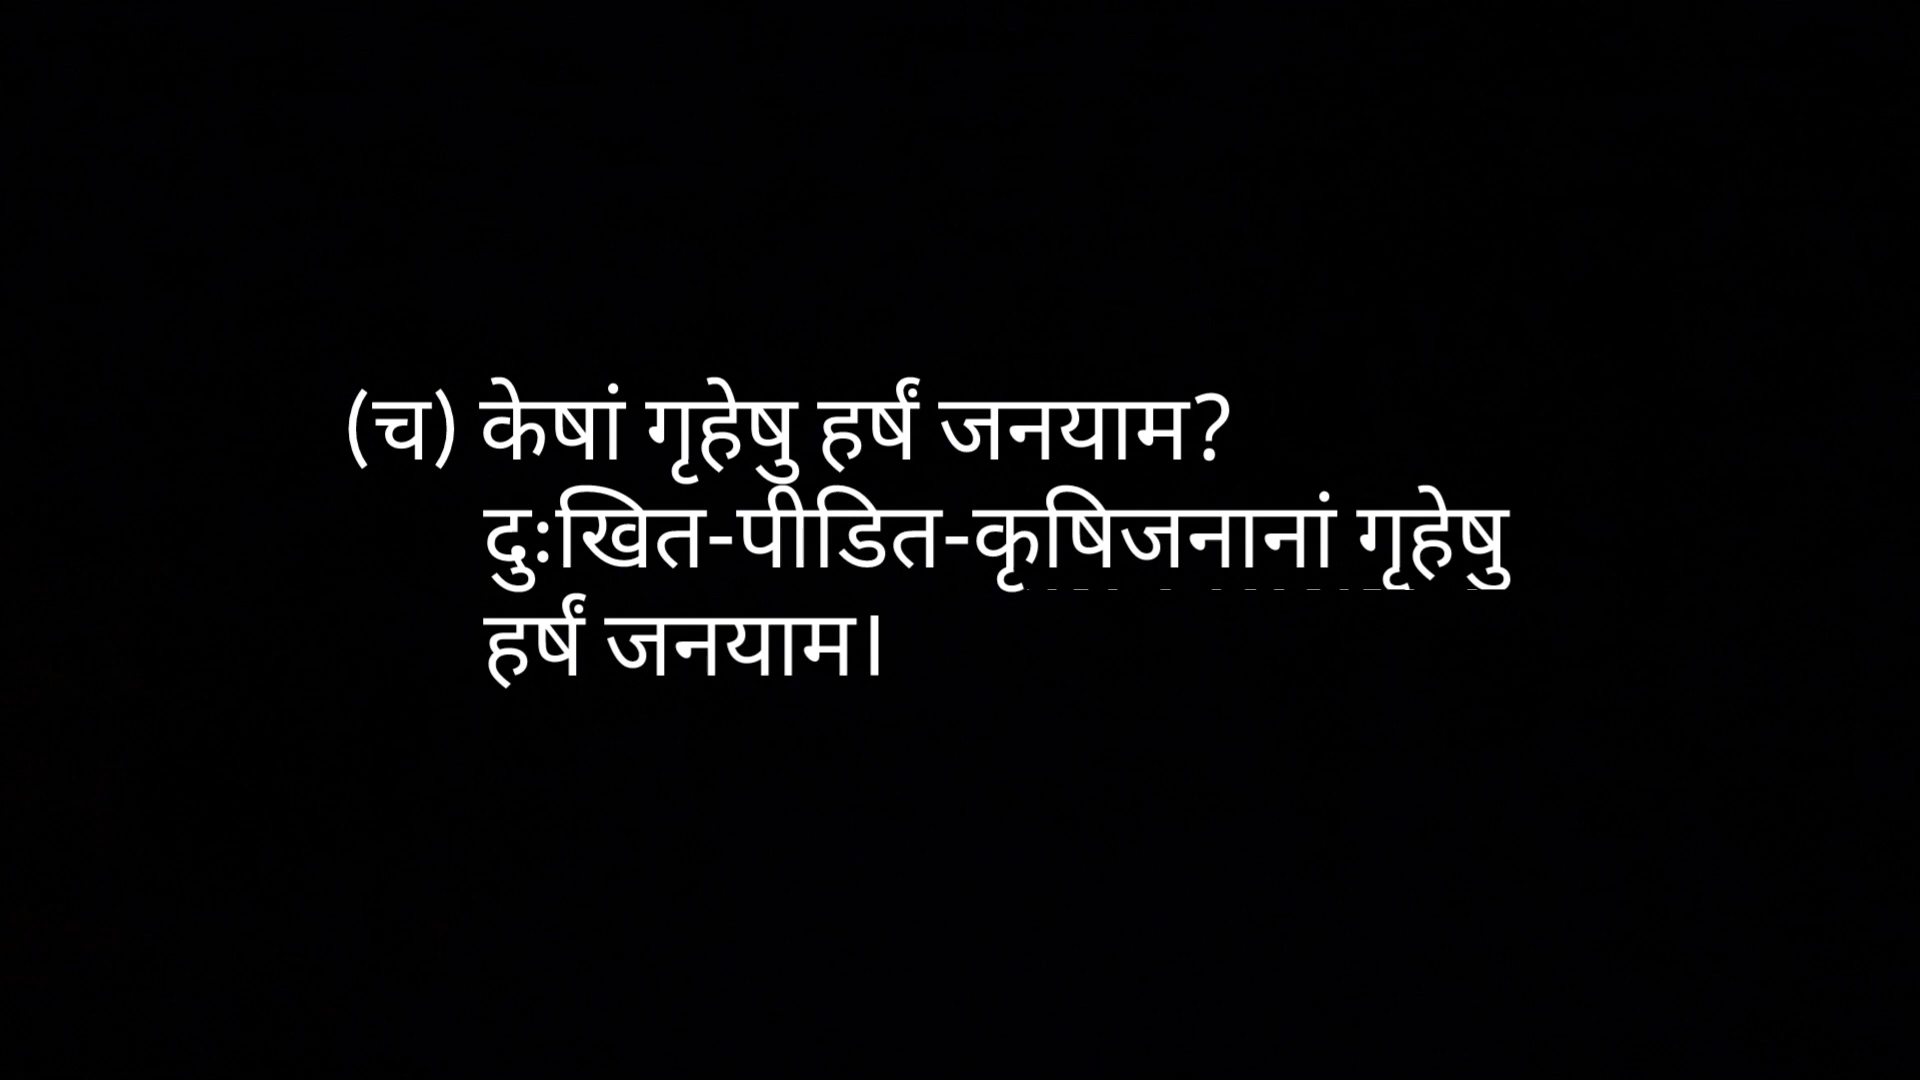 (च) केषां गृहेषु हर्षं जनयाम?
दुःखित-पीडित-कृषिजनानां गृहेषु
हर्षं जनयाम।